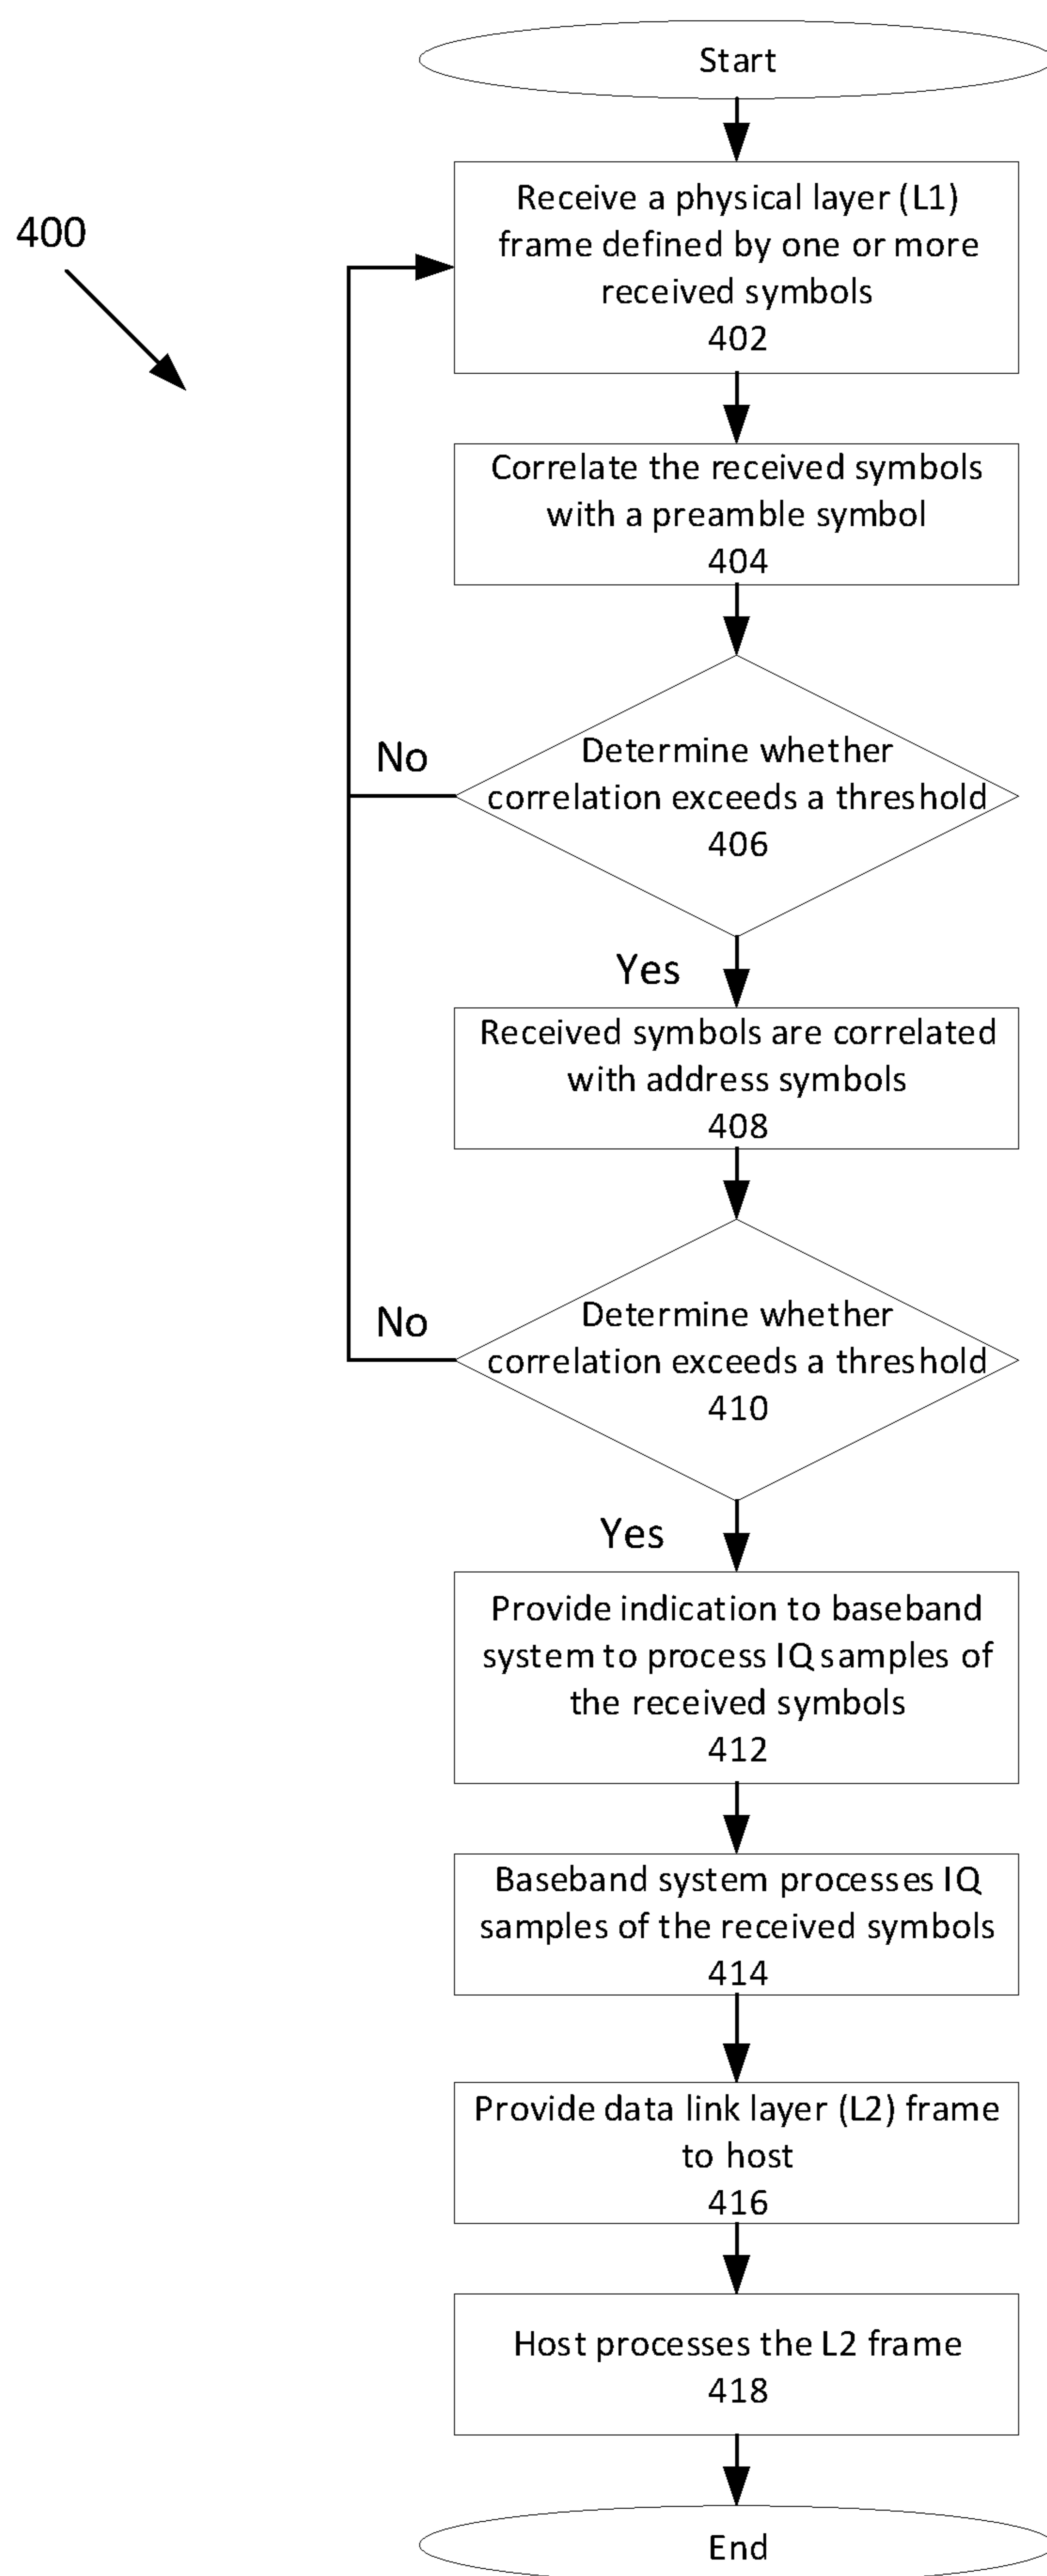 Start
400
Receive a physical layer (L1)
frame defined by one or more
received symbols
402
Correlate the received symbols
with a preamble symbol
404
No
Determine whether
correlation exceeds a threshold
406
Yes
Received symbols are correlated
with address symbols
408
No
Determine whether
correlation exceeds a threshold
410
Yes
Provide indication to baseband
system to process IQ samples of
the received symbols
412
Baseband system processes IQ
samples of the received symbols
414
Provide data link layer (L2) frame
to host
416
Host processes the L2 frame
418
End